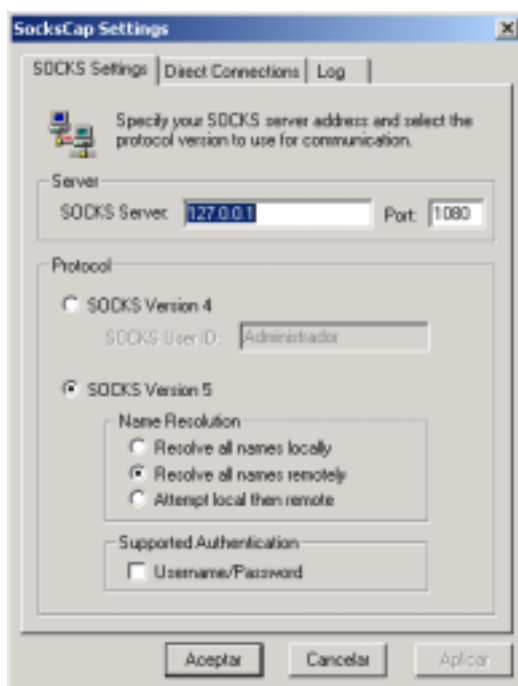 SocksCap Settings
SOCKS Settings Direct Connections Log
Specify your SOCKS server address and select the
protocol version to use for communication.
Server
SOCKS Server: 127.0.0.1 Port: 1080
Protocol
SOCKS Version 4
SOCKS User ID: Administrador
SOCKS Version 5
Name Resolution
Resolve all names locally
Resolve all names remotely
Attempt local then remote
Supported Authentication
Username/Password
Aceptar Cancelar Aplicar